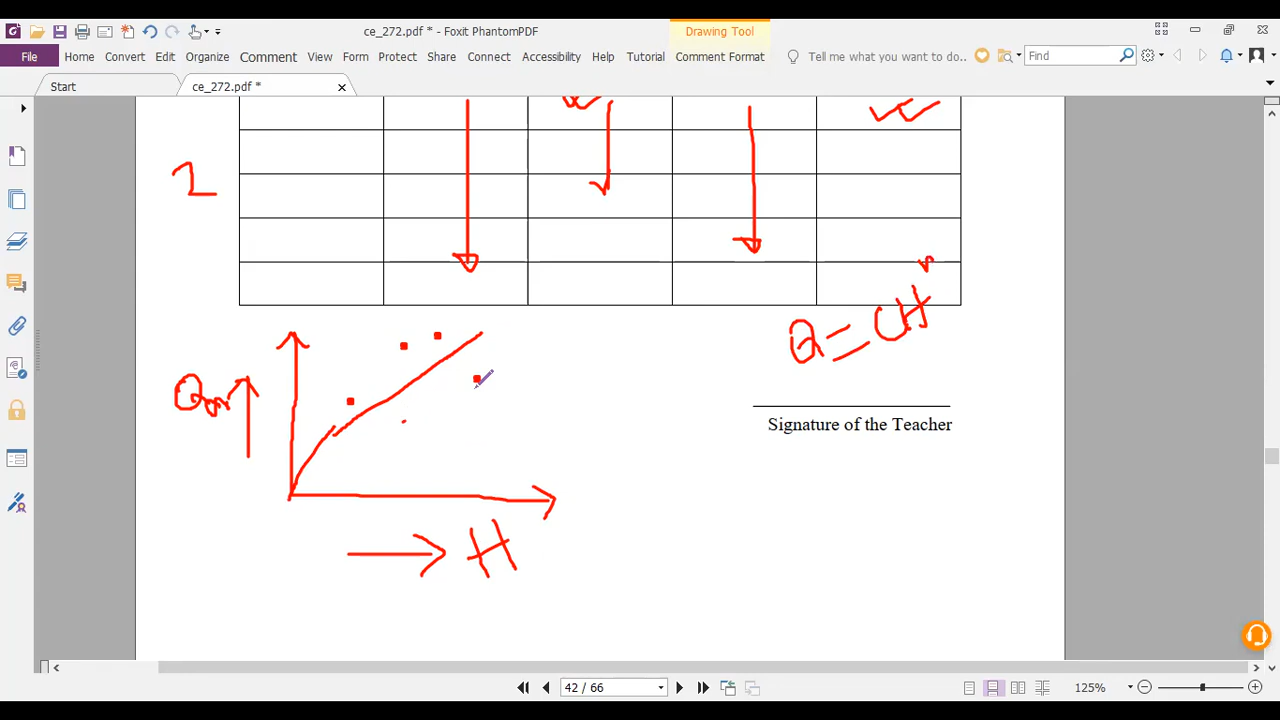 ce_272.pdf * - Foxit PhantomPDF
Drawing Tool
File Home Convert Edit Organize Comment View Form Protect Share Connect Accessibility Help Tutorial Comment Format Tell me what you want to do.. Find
Start ce_272.pdf *
2
Q=CH
Signature of the Teacher
H
42 / 66
125%